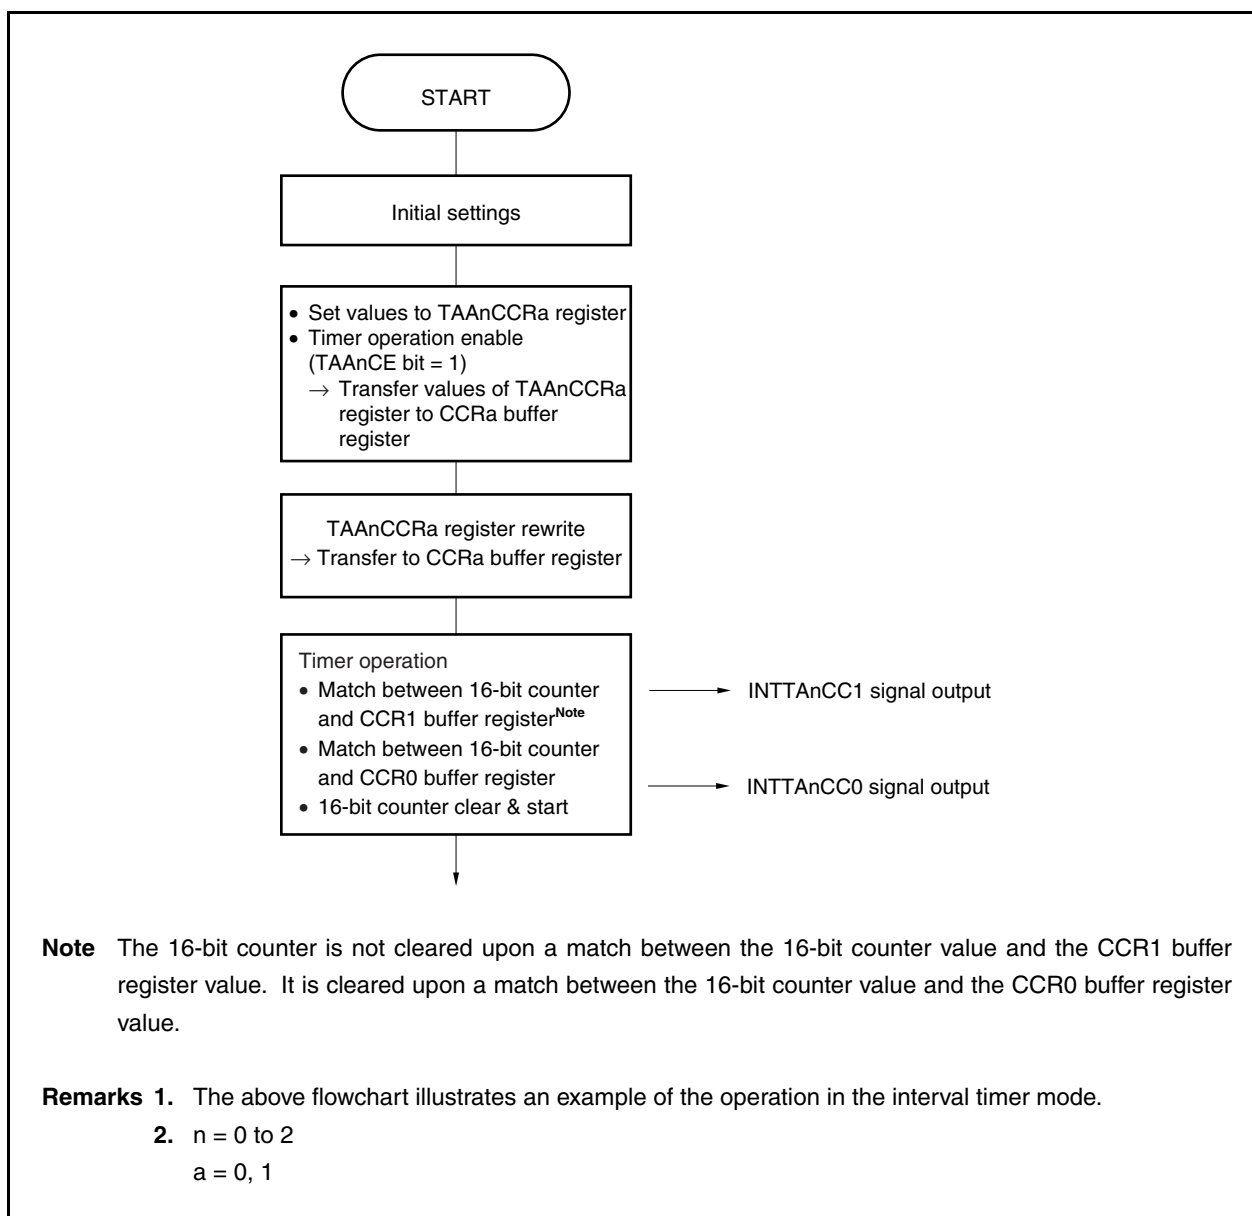 START
Initial settings
• Set values to TAAnCCRa register
• Timer operation enable
(TAAnCE bit = 1)
→ Transfer values of TAAnCCRa
register to CCRa buffer
register
TAAnCCRa register rewrite
→ Transfer to CCRa buffer register
Timer operation
• Match between 16-bit counter
and CCR1 buffer registerNote
INTTAnCC1 signal output
• Match between 16-bit counter
and CCR0 buffer register
INTTAnCC0 signal output
• 16-bit counter clear & start
Note The 16-bit counter is not cleared upon a match between the 16-bit counter value and the CCR1 buffer
register value. It is cleared upon a match between the 16-bit counter value and the CCR0 buffer register
value.
Remarks 1. The above flowchart illustrates an example of the operation in the interval timer mode.
2. n = 0 to 2
a = 0, 1